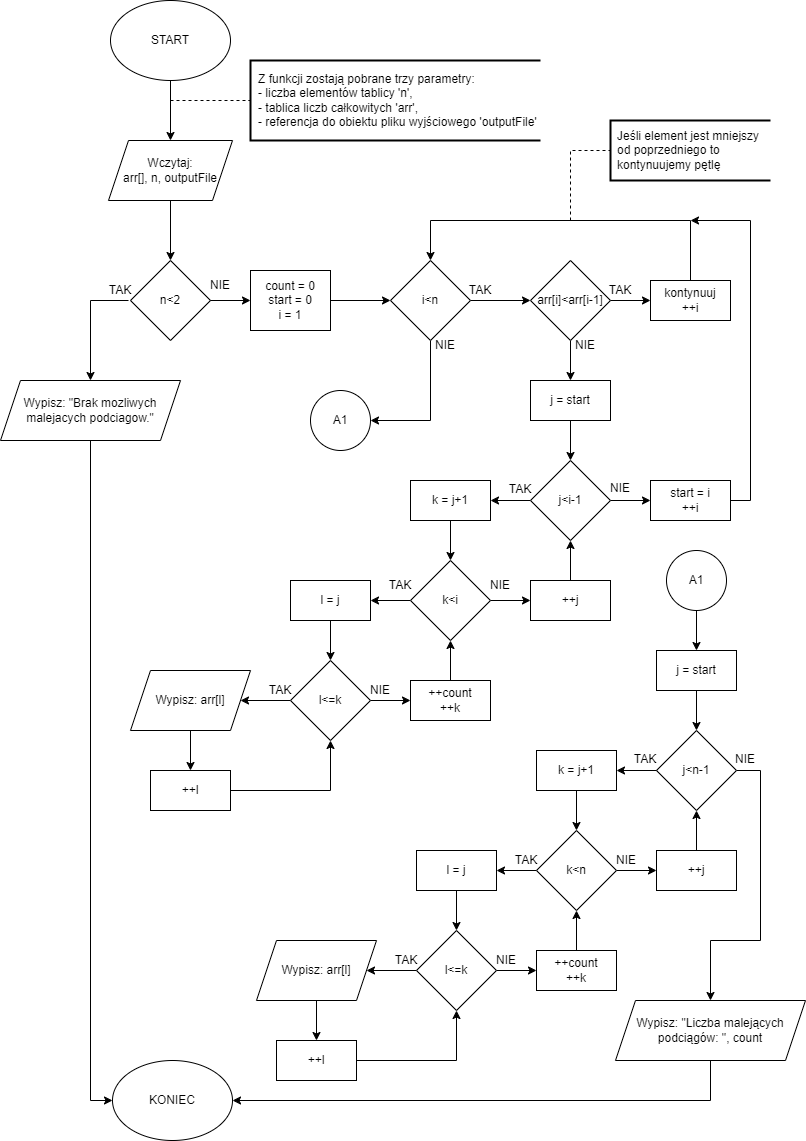 START
Z funkcji zostają pobrane trzy parametry:
- liczba elementów tablicy 'n',
- tablica liczb całkowitych 'arr',
- referencja do obiektu pliku wyjściowego 'outputFile'
Jeśli element jest mniejszy
od poprzedniego to
kontynuujemy pętlę
Wczytaj:
arr[], n, outputFile
TAK
n<2
NIE
count = 0
start = 0
i = 1
i<n
TAK
arr[i]<arr[i-1]
TAK
kontynuuj
++i
NIE
NIE
Wypisz: "Brak mozliwych
malejacych podciagow."
A1
j = start
k = j+1
TAK
j<i-1
NIE
start = i
++i
l = j
TAK
k<i
NIE
++j
A1
Wypisz: arr[l]
TAK
l<=k
NIE
++count
++k
j = start
++l
k = j+1
TAK
j<n-1
NIE
l = j
TAK
k<n
NIE
++j
Wypisz: arr[l]
TAK
l<=k
NIE
++count
++k
++l
Wypisz: "Liczba malejących
podciągów: ", count
KONIEC